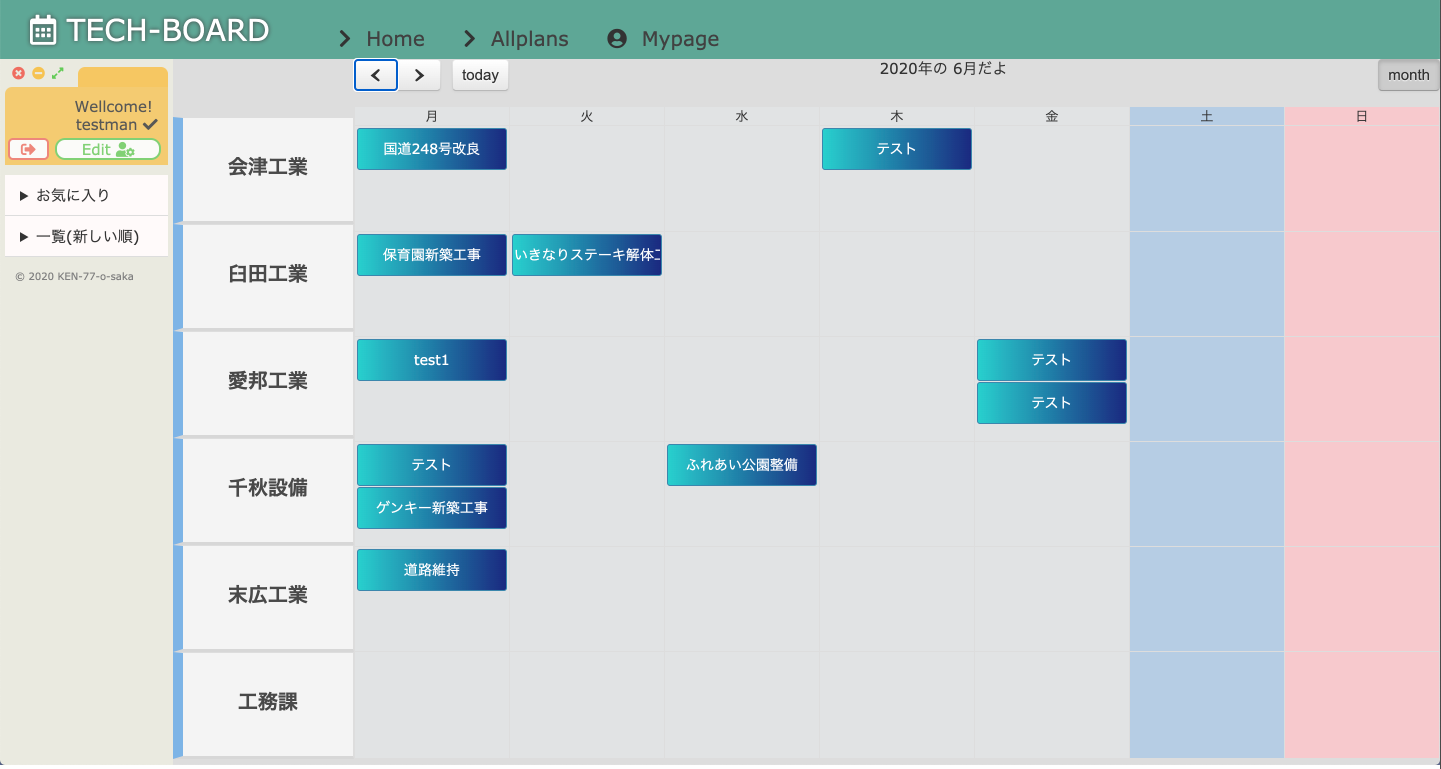 TECH-BOARD
Home
Allplans
Mypage
Wellcome!
testman
Edit
お気に入り
一覧(新しい順)
© 2020 KEN-77-o-saka
today
2020年の 6月だよ
month
月 火 水 木 金 土 日
会津工業
国道248号改良
テスト
臼田工業
保育園新築工事
いきなりステーキ解体工
愛邦工業
test1
テスト
テスト
千秋設備
テスト
ふれあい公園整備
ゲンキー新築工事
末広工業
道路維持
工務課